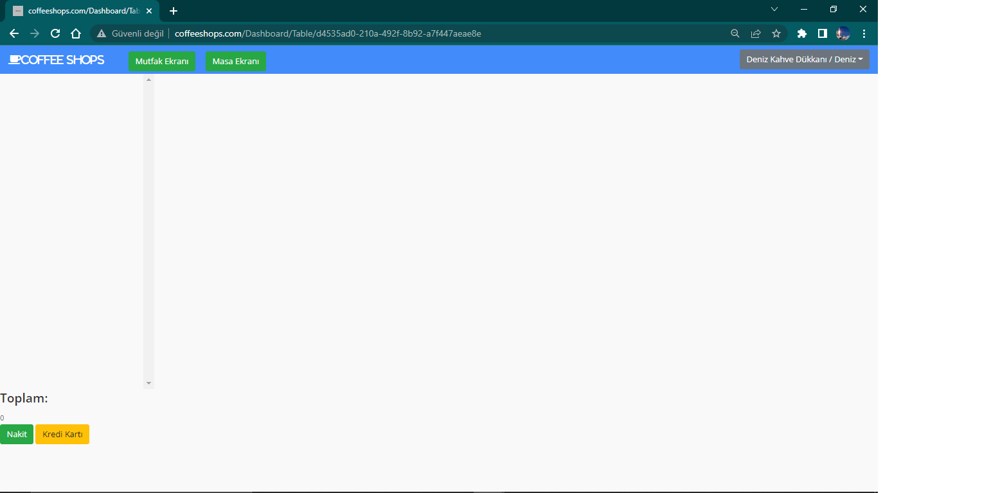 coffeeshops.com/Dashboard/Tab
Güvenli değil
coffeeshops.com/Dashboard/Table/d4535ad0-210a-492f-8b92-a7f447aeae8e
COFFEE SHOPS
Mutfak Ekranı
Masa Ekranı
Deniz Kahve Dükkanı / Deniz
Toplam:
0
Nakit
Kredi Kartı